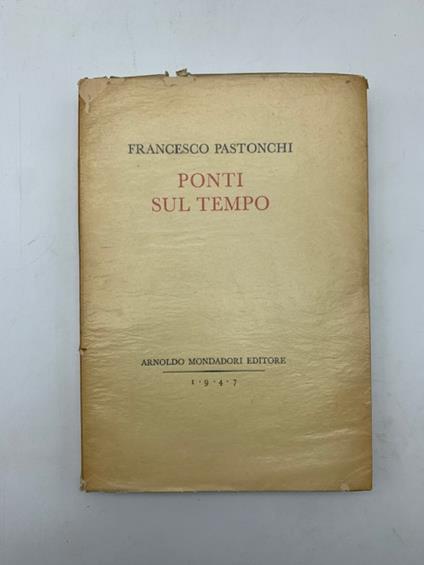 FRANCESCO PASTONCHI
PONTI
SUL TEMPO
ARNOLDO MONDADORI EDITORE
1·9·4·7